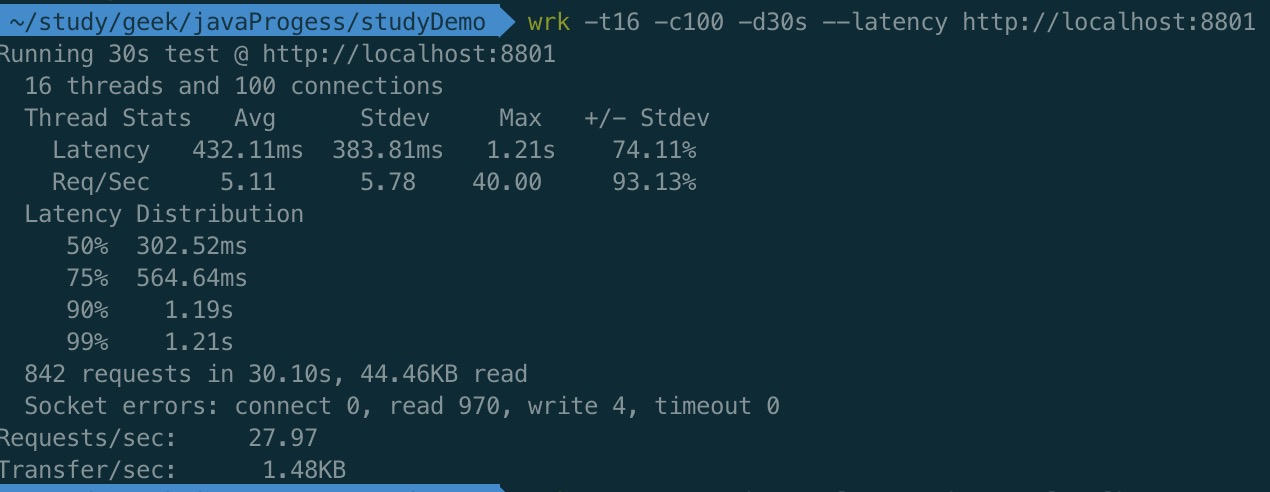 ~/study/geek/javaProgess/studyDemo wrk -t16 -c100 -d30s --latency http://localhost:8801
Running 30s test @ http://localhost:8801
16 threads and 100 connections
Thread Stats Avg Stdev Max +/- Stdev
Latency 432.11ms 383.81ms 1.21s 74.11%
Req/Sec 5.11 5.78 40.00 93.13%
Latency Distribution
50% 302.52ms
75% 564.64ms
90% 1.19s
99% 1.21s
842 requests in 30.10s, 44.46KB read
Socket errors: connect 0, read 970, write 4, timeout 0
Requests/sec: 27.97
Transfer/sec: 1.48KB